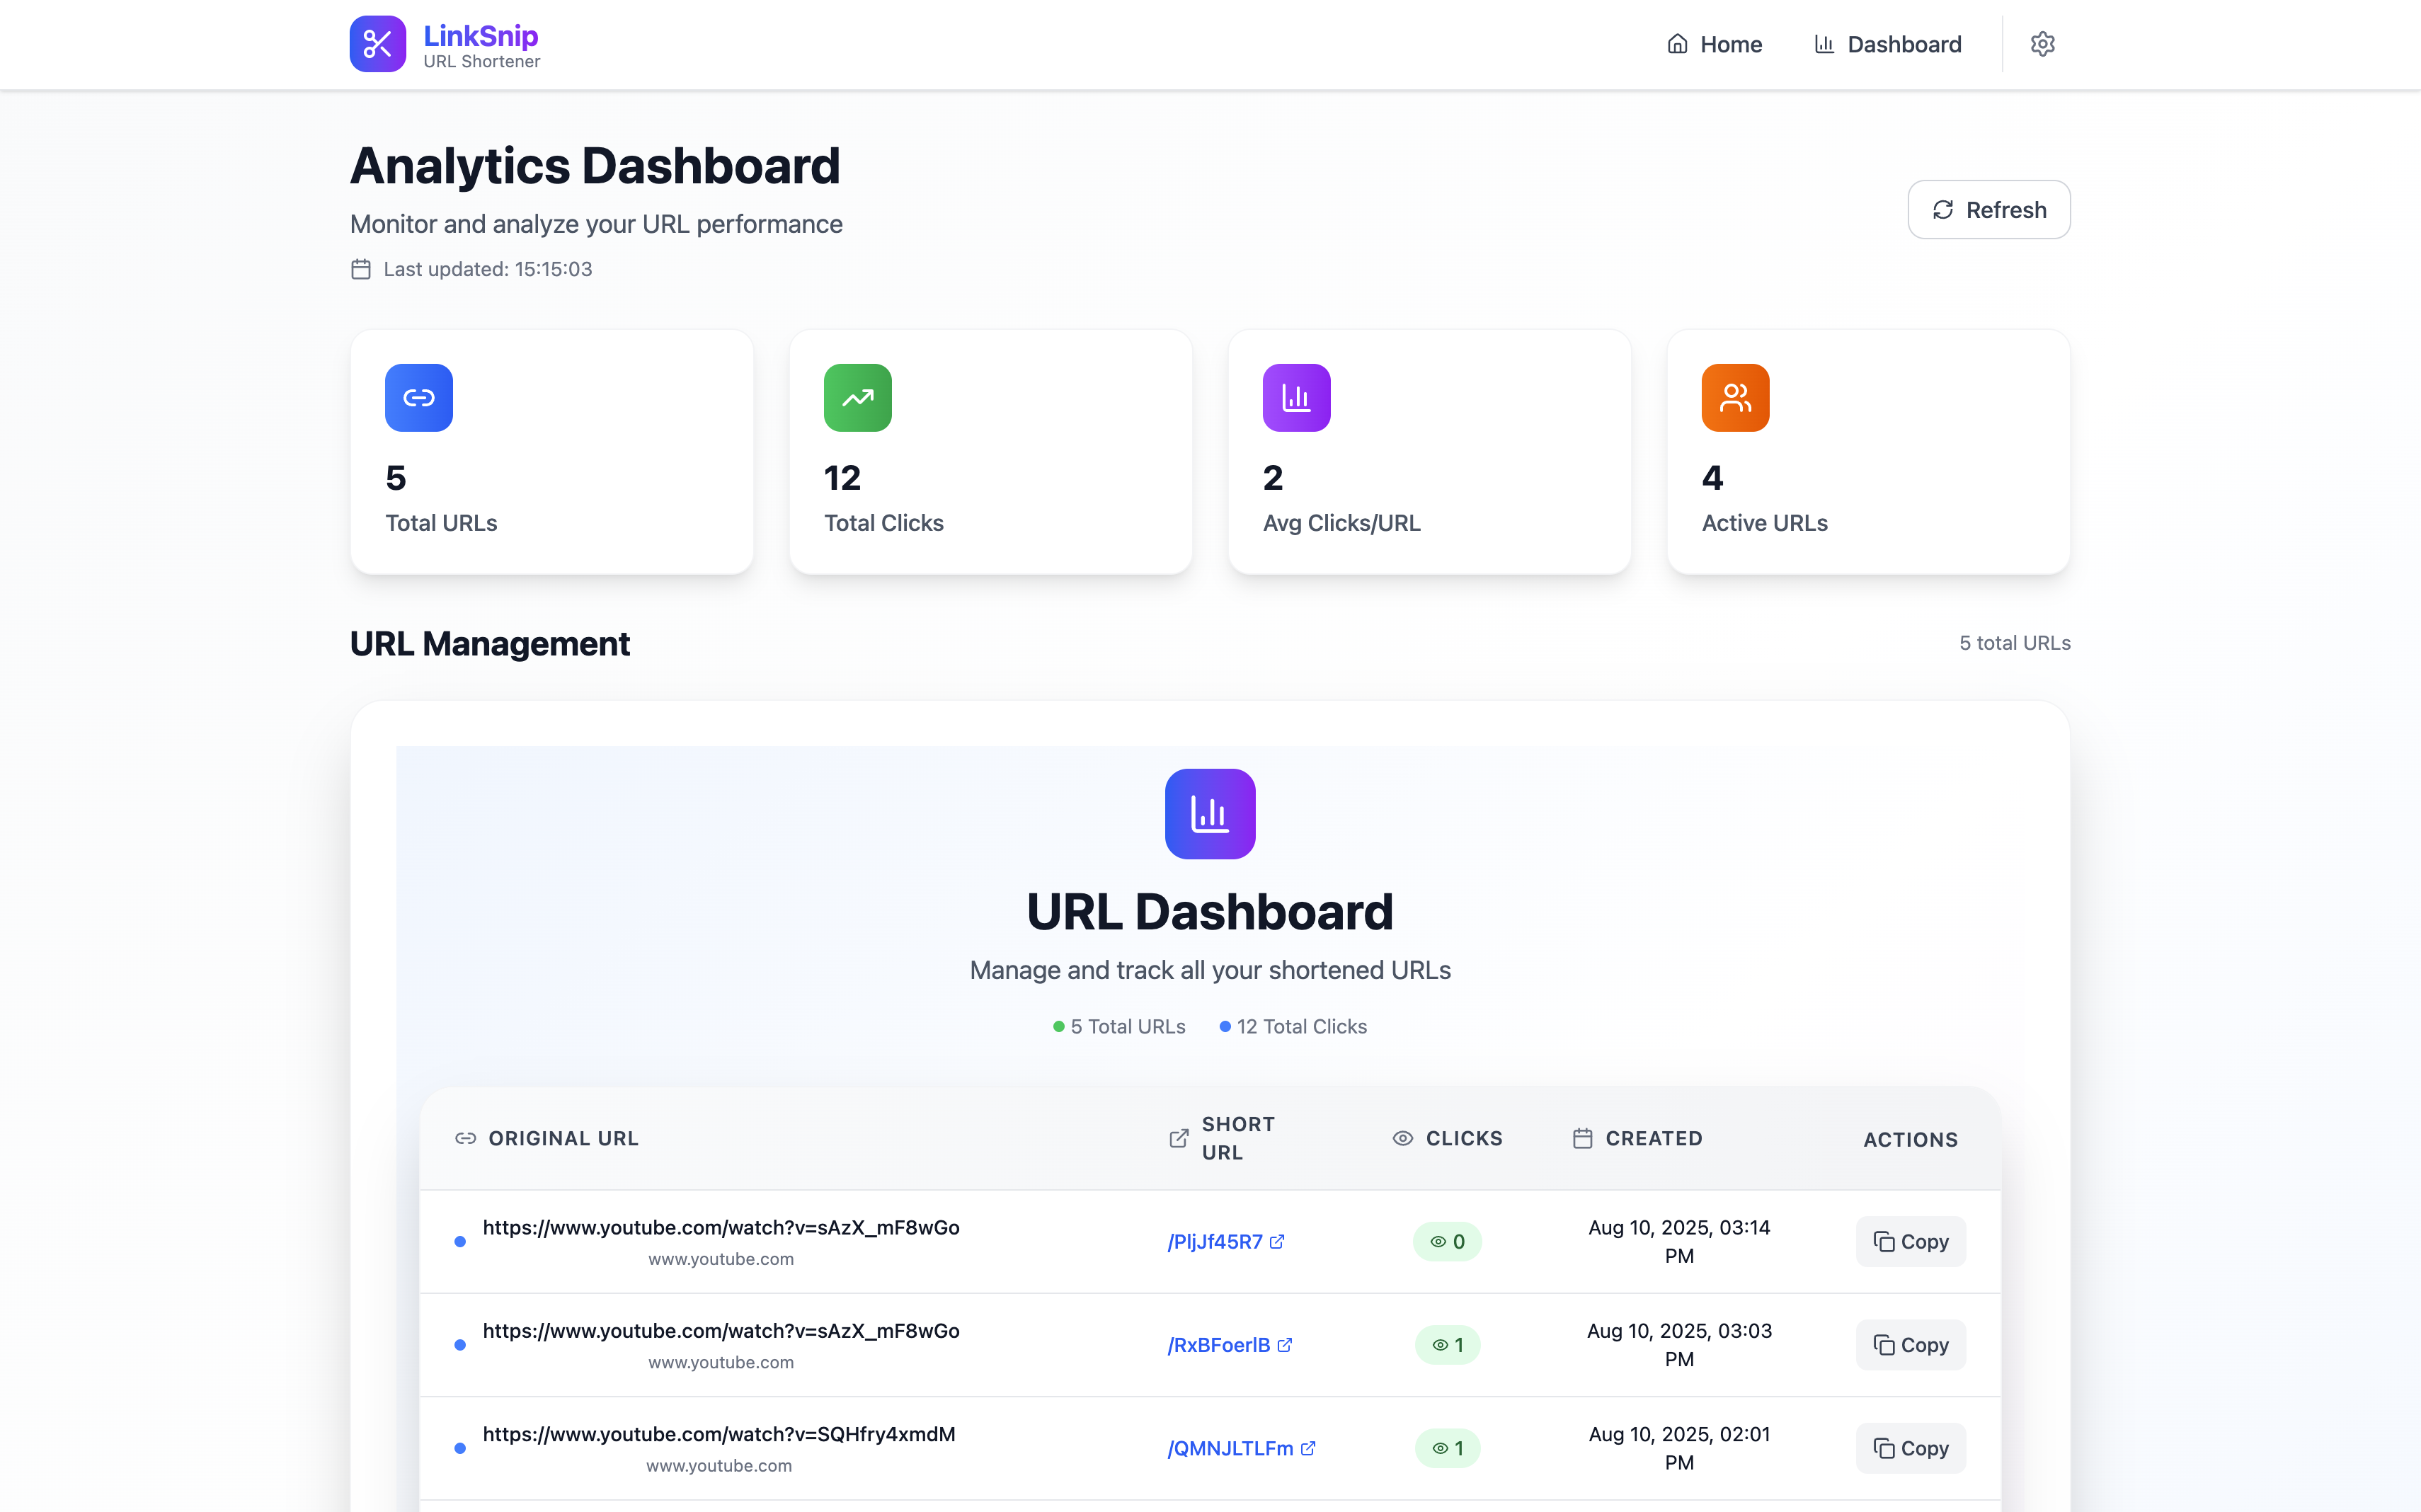 LinkSnip
URL Shortener
Home
Dashboard
Analytics Dashboard
Monitor and analyze your URL performance
Last updated: 15:15:03
Refresh
5
Total URLs
12
Total Clicks
2
Avg Clicks/URL
4
Active URLs
URL Management
5 total URLs
URL Dashboard
Manage and track all your shortened URLs
5 Total URLs
12 Total Clicks
ORIGINAL URL
SHORT
URL
CLICKS
CREATED
ACTIONS
https://www.youtube.com/watch?v=sAzX_mF8wGo
www.youtube.com
/PljJf45R7
0
Aug 10, 2025, 03:14
PM
Copy
https://www.youtube.com/watch?v=sAzX_mF8wGo
www.youtube.com
/RxBFoerlB
1
Aug 10, 2025, 03:03
PM
Copy
https://www.youtube.com/watch?v=SQHfry4xmdM
www.youtube.com
/QMNJLTLFm
1
Aug 10, 2025, 02:01
PM
Copy